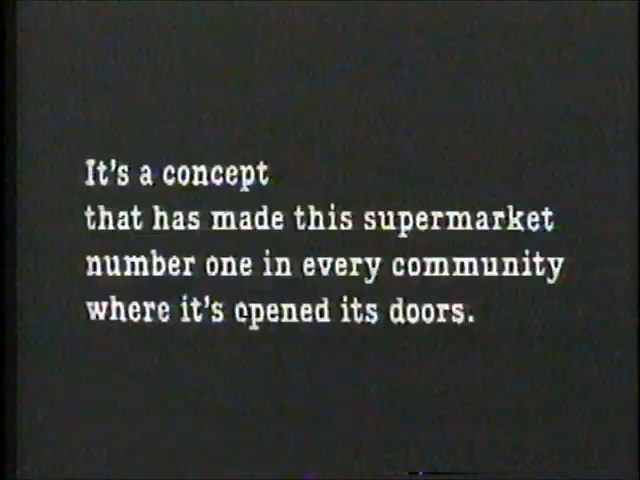 It's a concept
that has made this supermarket
number one in every community
where it's opened its doors.